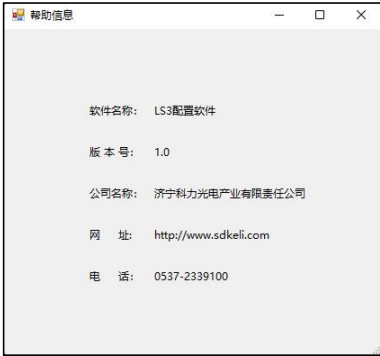 帮助信息
软件名称： LS3配置软件
版 本 号： 1.0
公司名称： 济宁科力光电产业有限责任公司
网 址: http://www.sdkeli.com
电 话： 0537-2339100